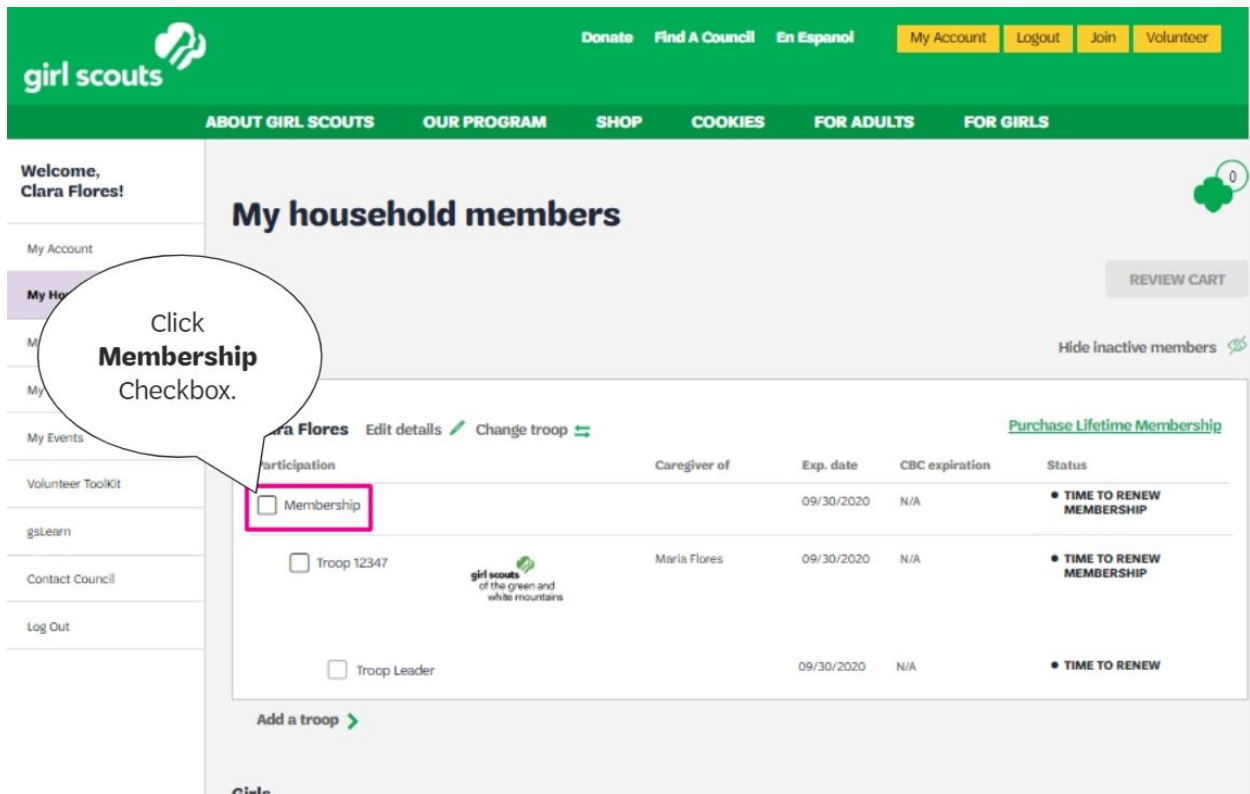 Donate Find A Council En Espanol My Account Logout Join Volunteer
girl scouts
ABOUT GIRL SCOUTS OUR PROGRAM SHOP COOKIES FOR ADULTS FOR GIRLS
Welcome,
Clara Flores!
My Account
My
My Events
Volunteer ToolKit
gsLearn
Contact Council
Log Out
0
My household members
REVIEW CART
Hide inactive members
Click
Membership
Checkbox.
Flores Edit details Change troop Purchase Lifetime Membership
Participation Caregiver of Exp. date CBC expiration Status
Membership 09/30/2020 N/A • TIME TO RENEW
MEMBERSHIP
Troop 12347 Maria Flores 09/30/2020 N/A • TIME TO RENEW
MEMBERSHIP
girl scouts
of the green and
white mountains
Troop Leader 09/30/2020 N/A • TIME TO RENEW
Add a troop
Girls